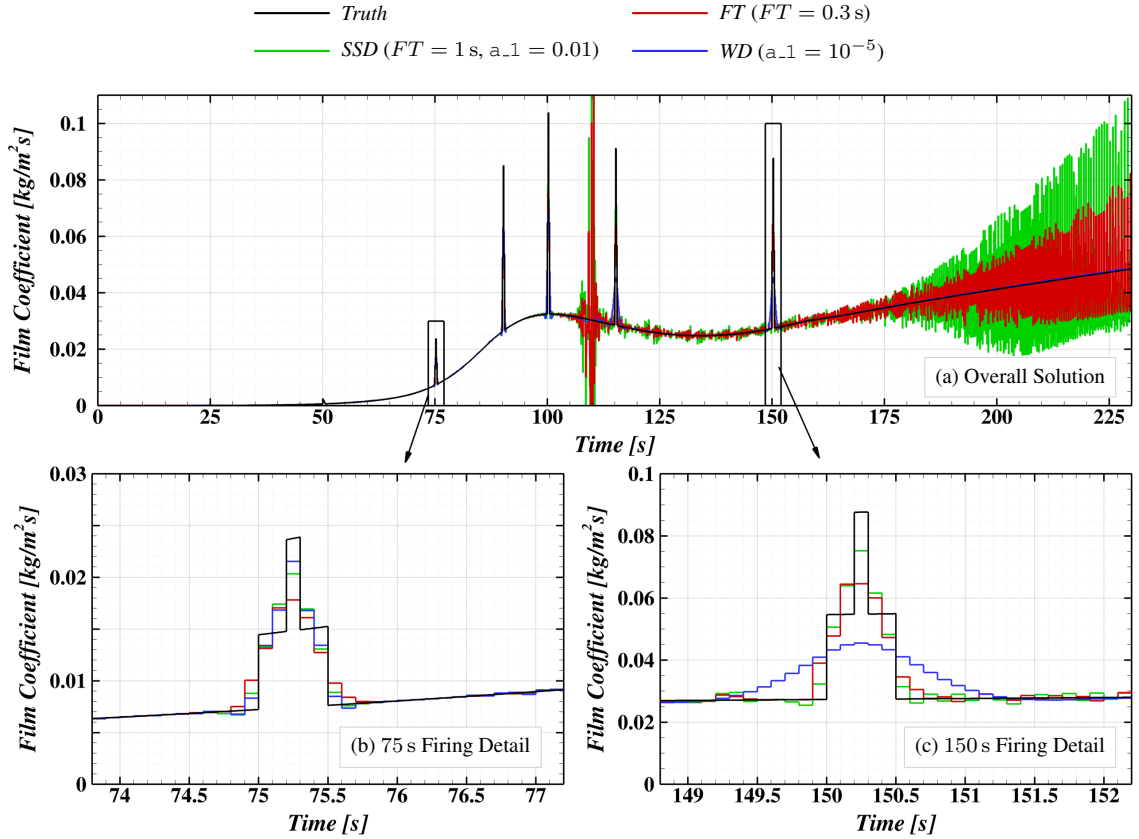 Truth
FT (FT = 0.3 s)
SSD (FT = 1 s, a_1 = 0.01)
WD (a_1 = 10⁻⁵)
Film Coefficient [kg/m²s]
0.1
0.08
0.06
0.04
0.02
0
(a) Overall Solution
0 25 50 75 100 125 150 175 200 225
Time [s]
Film Coefficient [kg/m²s]
0.03
0.02
0.01
0
(b) 75 s Firing Detail
74 74.5 75 75.5 76 76.5 77
Time [s]
Film Coefficient [kg/m²s]
0.1
0.08
0.06
0.04
0.02
0
(c) 150 s Firing Detail
149 149.5 150 150.5 151 151.5 152
Time [s]